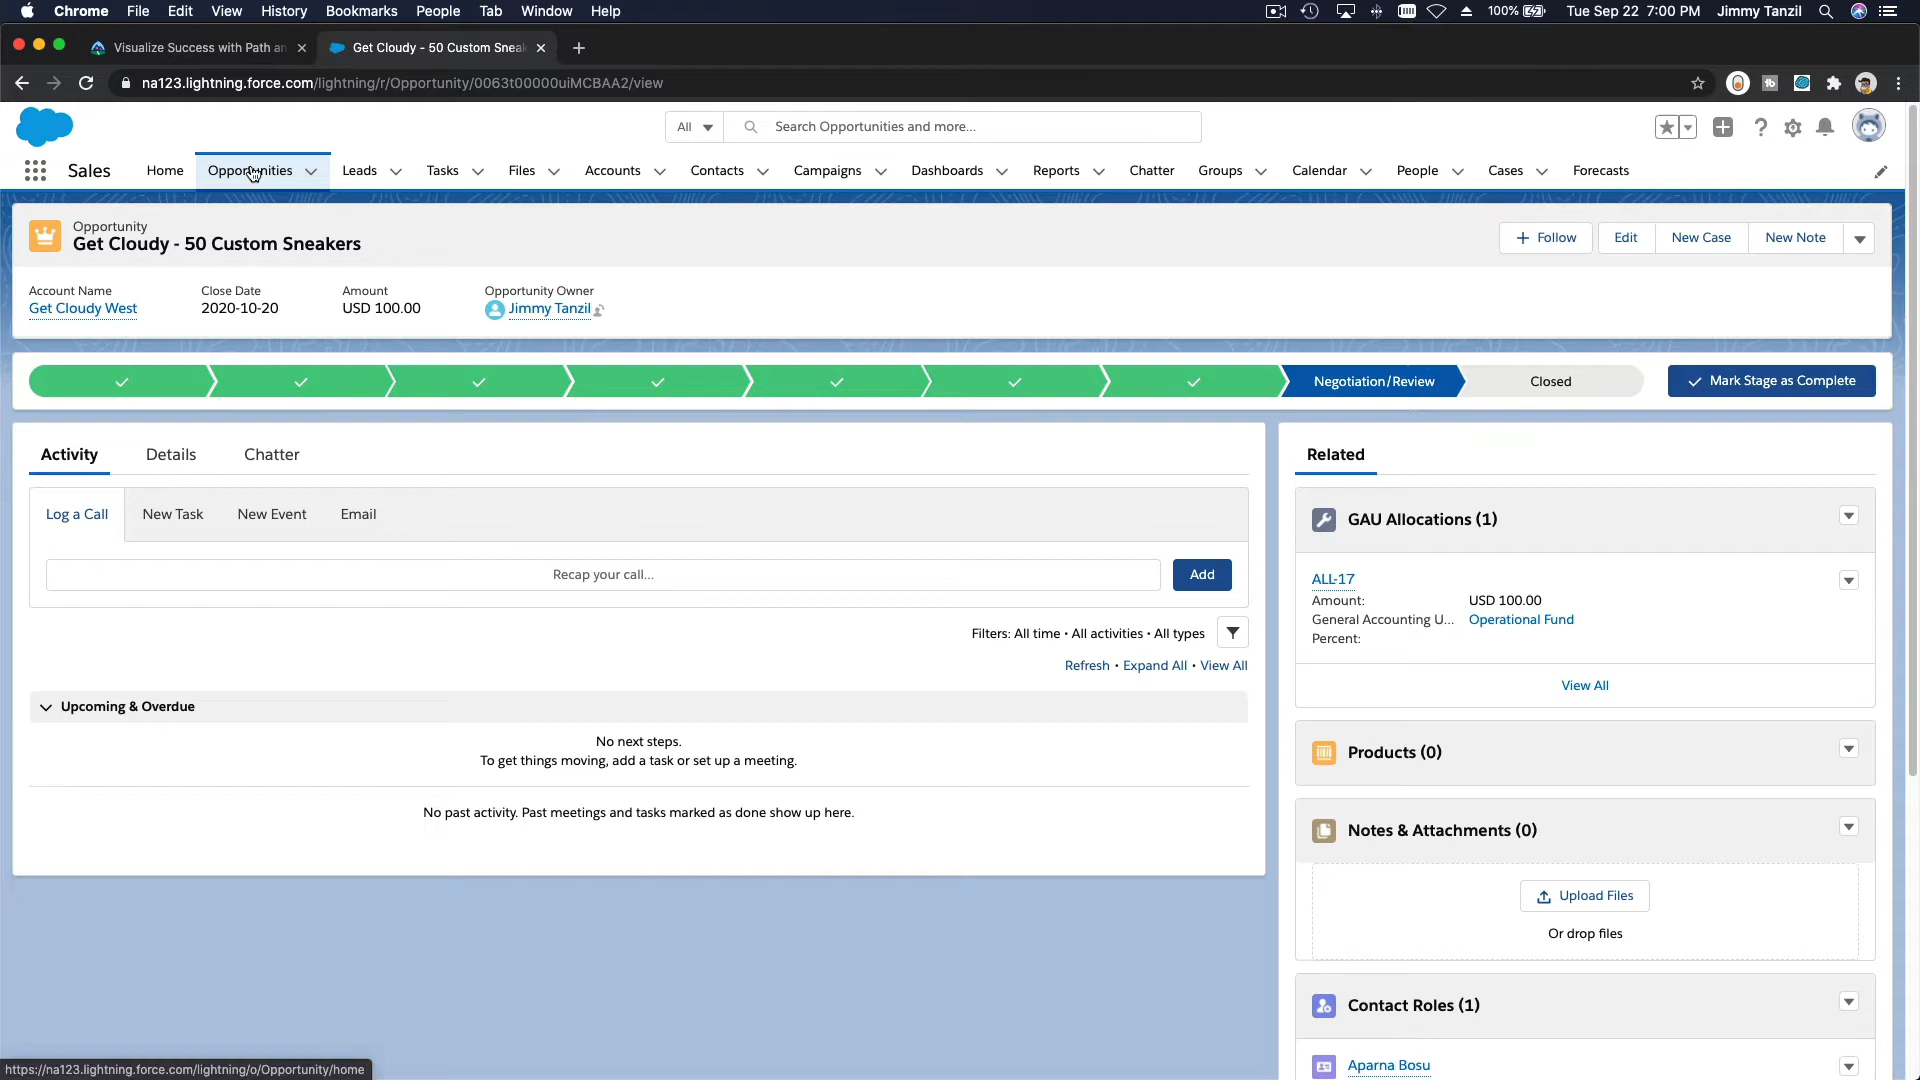 Chrome File Edit View History Bookmarks People Tab Window Help 100% Tue Sep 22 7:00 PM Jimmy Tanzil
Visualize Success with Path an
Get Cloudy - 50 Custom Sneak
na123.lightning.force.com/lightning/r/Opportunity/0063t00000uiMCBAA2/view
All Search Opportunities and more...
Sales Home Opportunities Leads Tasks Files Accounts Contacts Campaigns Dashboards Reports Chatter Groups Calendar People Cases Forecasts
Opportunity
Get Cloudy - 50 Custom Sneakers
Follow Edit New Case New Note
Account Name Close Date Amount Opportunity Owner
Get Cloudy West 2020-10-20 USD 100.00 Jimmy Tanzil
Negotiation/Review Closed Mark Stage as Complete
Activity Details Chatter
Log a Call New Task New Event Email
Recap your call... Add
Filters: All time • All activities • All types
Refresh • Expand All • View All
Upcoming & Overdue
No next steps.
To get things moving, add a task or set up a meeting.
No past activity. Past meetings and tasks marked as done show up here.
Related
GAU Allocations (1)
ALL-17
Amount: USD 100.00
General Accounting U... Operational Fund
Percent:
View All
Products (0)
Notes & Attachments (0)
Upload Files
Or drop files
Contact Roles (1)
Aparna Bosu
https://na123.lightning.force.com/lightning/o/Opportunity/home